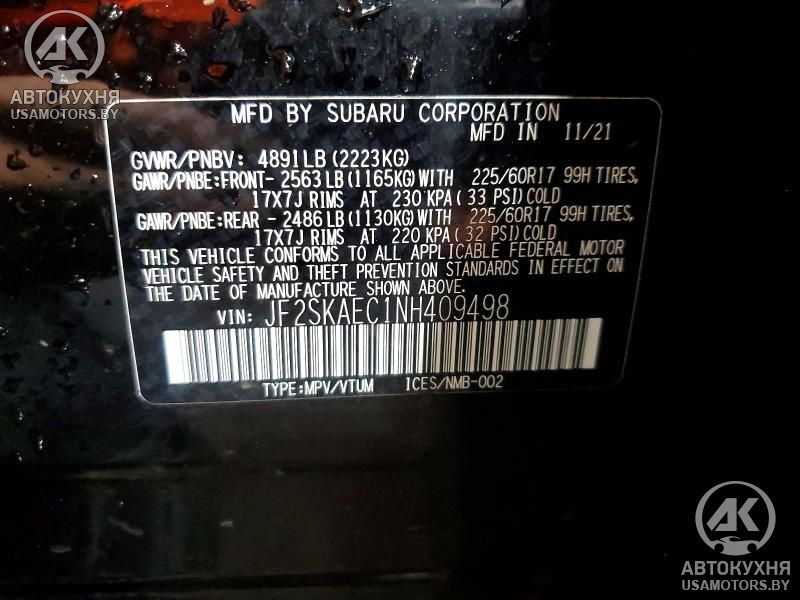 AK
АВТОКУХНЯ
USAMOTORS.BY
MFD BY SUBARU CORPORATION
MFD IN 11/21
GVWR/PNBV: 4891LB(2223KG)
GAWR/PNBE:FRONT- 2563LB(1165KG)WITH 225/60R17 99H TIRES,
17X7J RIMS AT 230 KPA(33 PSI)COLD
GAWR/PNBE:REAR - 2486LB(1130KG)WITH 225/60R17 99H TIRES,
17X7J RIMS AT 220 KPA(32 PSI)COLD
THIS VEHICLE CONFORMS TO ALL APPLICABLE FEDERAL MOTOR
VEHICLE SAFETY AND THEFT PREVENTION STANDARDS IN EFFECT ON
THE DATE OF MANUFACTURE SHOWN ABOVE.
VIN: JF2SKAEC1NH409498
TYPE:MPV/VTUM ICES/NMB-002
AK
АВТОКУХНЯ
USAMOTORS.BY